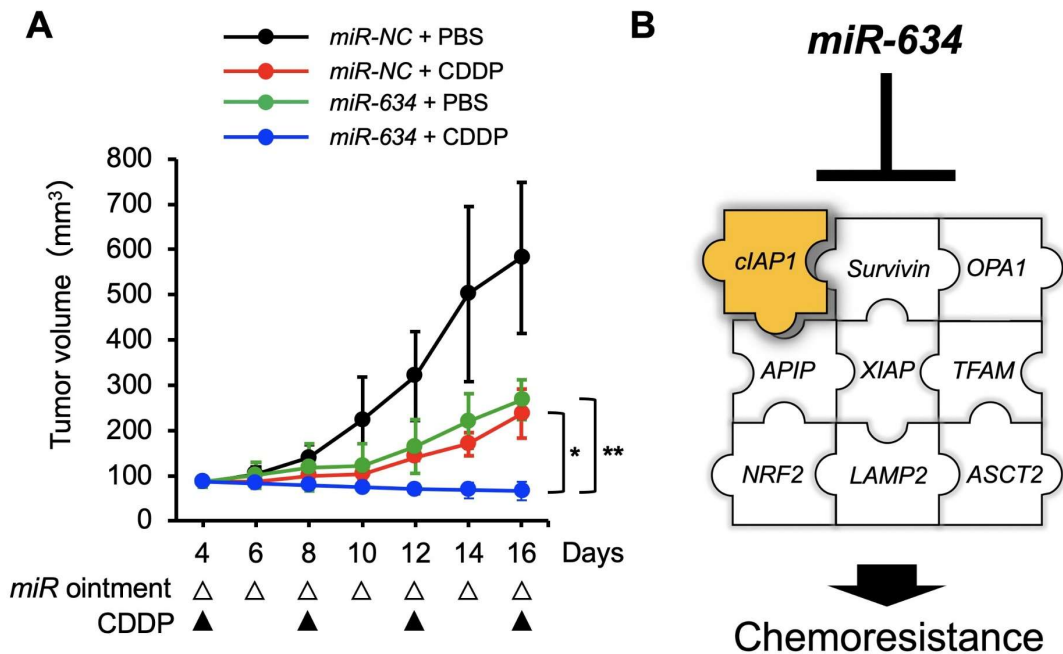 A
miR-NC + PBS
miR-NC + CDDP
miR-634 + PBS
miR-634 + CDDP
Tumor volume (mm³)
800
700
600
500
400
300
200
100
0
* **
4 6 8 10 12 14 16 Days
miR ointment △ △ △ △ △ △ △
CDDP ▲ ▲ ▲ ▲
B
miR-634
cIAP1 Survivin OPA1
APIP XIAP TFAM
NRF2 LAMP2 ASCT2
Chemoresistance